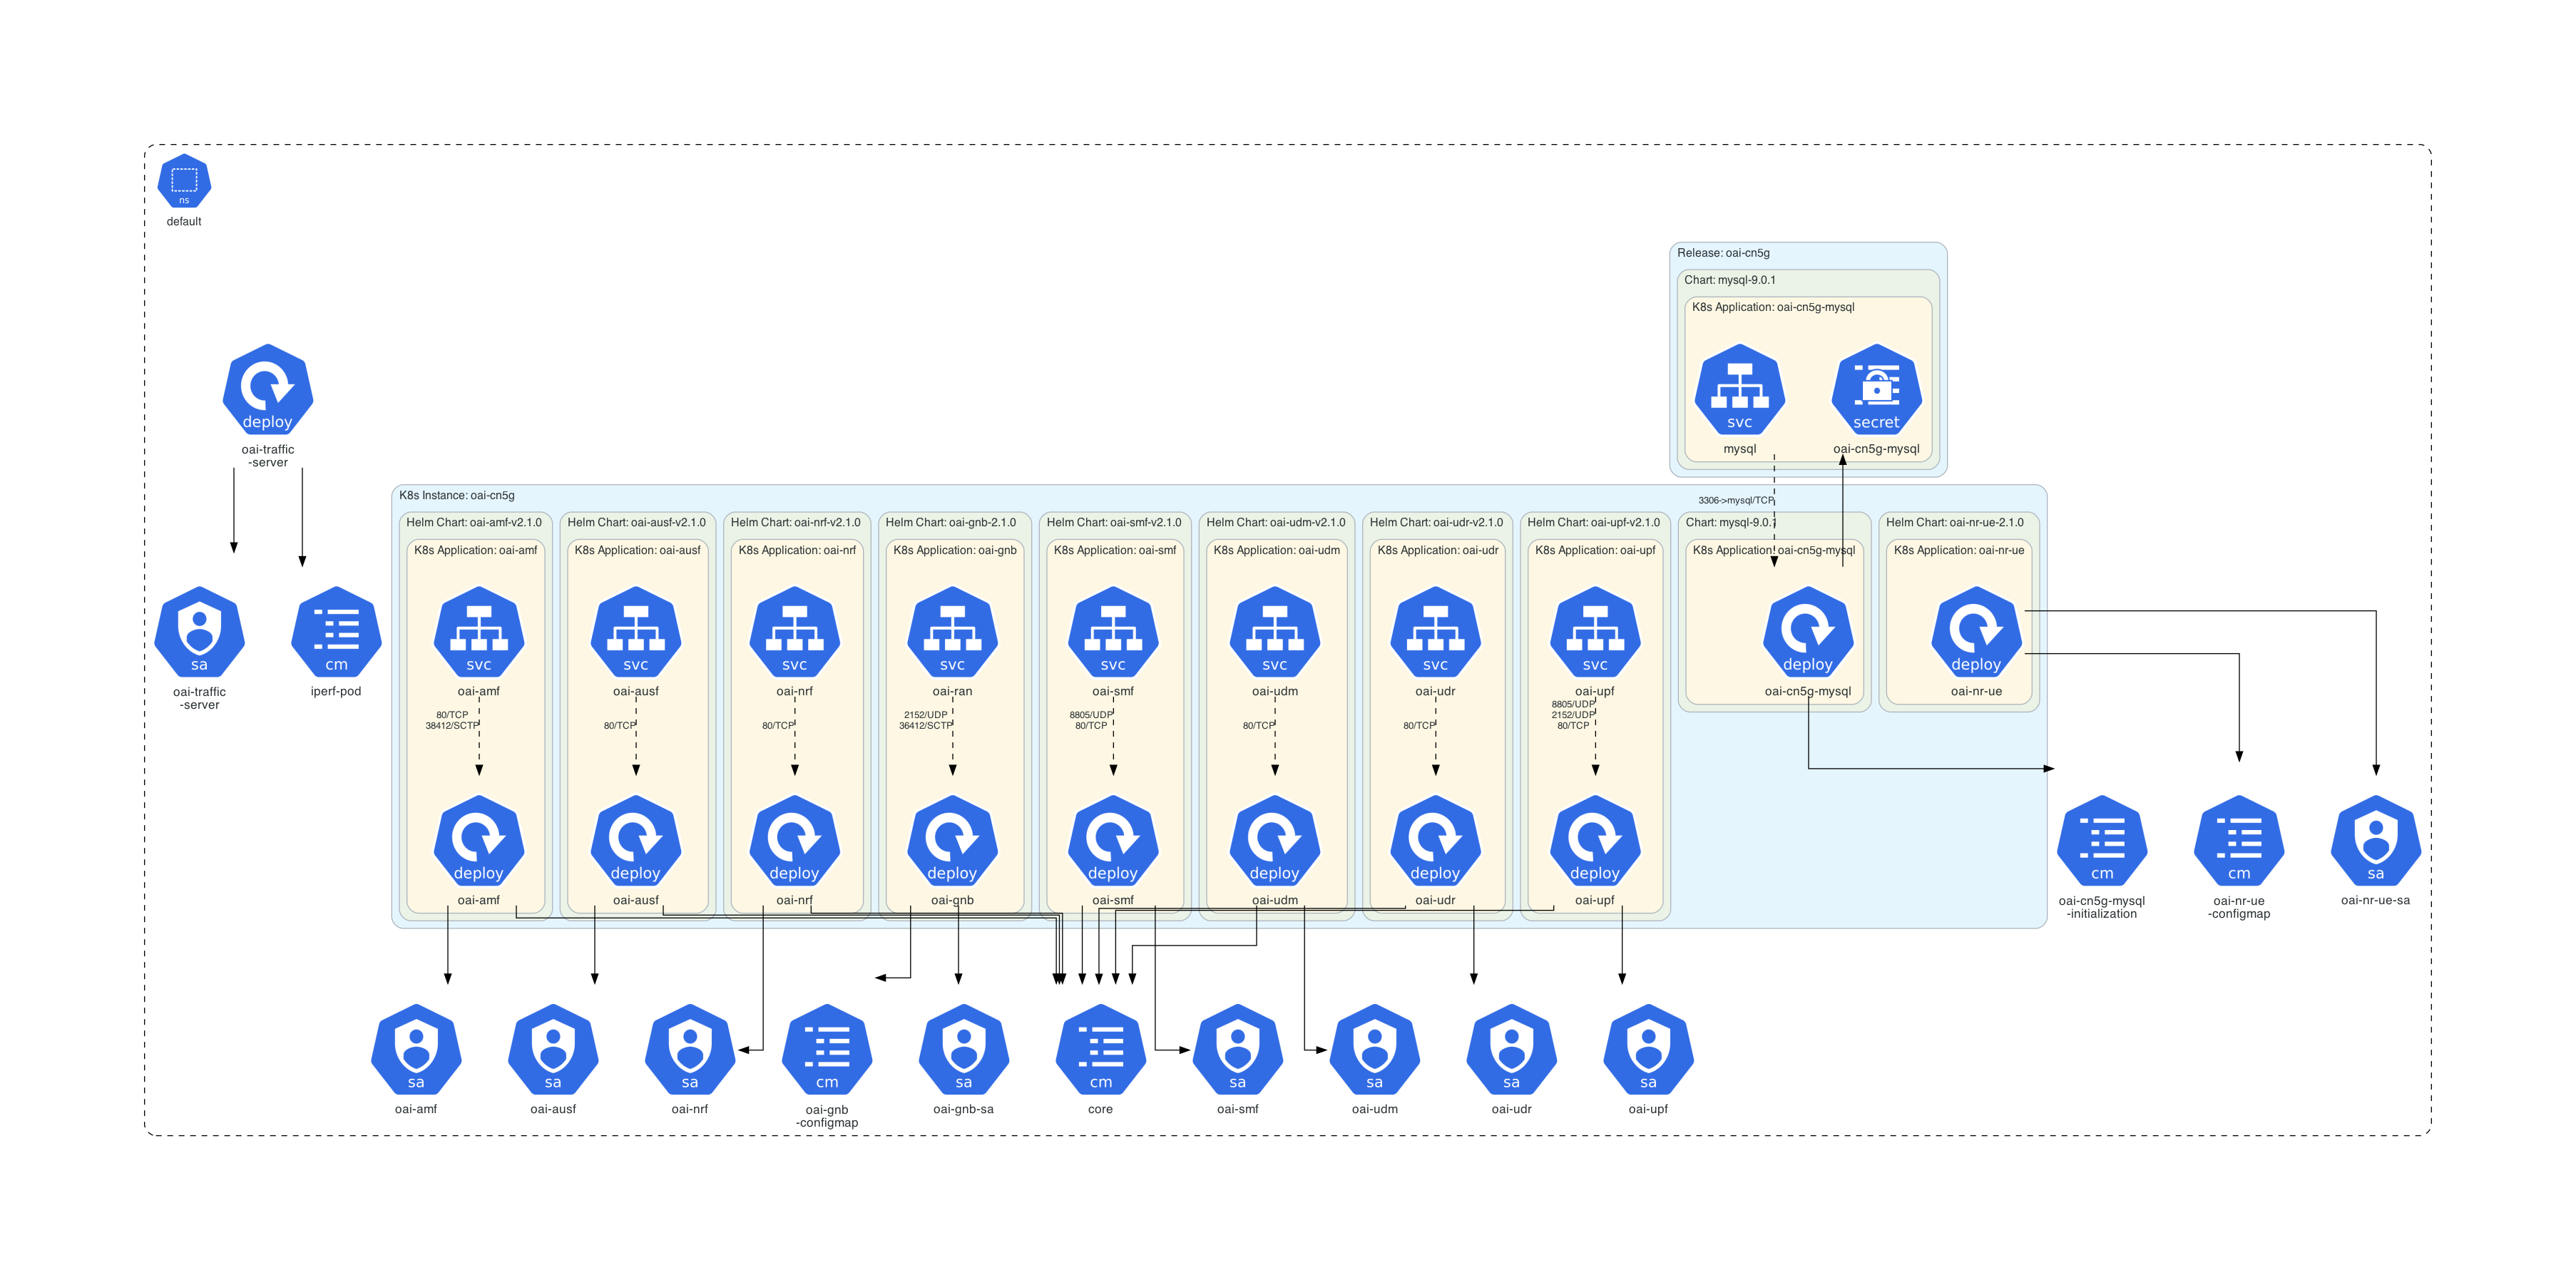 ns
default
Release: oai-cn5g
Chart: mysql-9.0.1
K8s Application: oai-cn5g-mysql
deploy
oai-traffic
-server
svc
mysql
secret
oai-cn5g-mysql
3306->mysql/TCP
K8s Instance: oai-cn5g
Helm Chart: oai-amf-v2.1.0
Helm Chart: oai-ausf-v2.1.0
Helm Chart: oai-nrf-v2.1.0
Helm Chart: oai-gnb-2.1.0
Helm Chart: oai-smf-v2.1.0
Helm Chart: oai-udm-v2.1.0
Helm Chart: oai-udr-v2.1.0
Helm Chart: oai-upf-v2.1.0
Chart: mysql-9.0.1
Helm Chart: oai-nr-ue-2.1.0
K8s Application: oai-amf
K8s Application: oai-ausf
K8s Application: oai-nrf
K8s Application: oai-gnb
K8s Application: oai-smf
K8s Application: oai-udm
K8s Application: oai-udr
K8s Application: oai-upf
K8s Application: oai-cn5g-mysql
K8s Application: oai-nr-ue
sa
oai-traffic
-server
cm
iperf-pod
svc
oai-amf
svc
oai-ausf
svc
oai-nrf
svc
oai-ran
svc
oai-smf
svc
oai-udm
svc
oai-udr
svc
oai-upf
deploy
oai-cn5g-mysql
deploy
oai-nr-ue
80/TCP
38412/SCTP
80/TCP
80/TCP
2152/UDP
36412/SCTP
8805/UDP
80/TCP
80/TCP
80/TCP
8805/UDP
2152/UDP
80/TCP
deploy
oai-amf
deploy
oai-ausf
deploy
oai-nrf
deploy
oai-gnb
deploy
oai-smf
deploy
oai-udm
deploy
oai-udr
deploy
oai-upf
cm
oai-cn5g-mysql
-initialization
cm
oai-nr-ue
-configmap
sa
oai-nr-ue-sa
sa
oai-amf
sa
oai-ausf
sa
oai-nrf
cm
oai-gnb
-configmap
sa
oai-gnb-sa
cm
core
sa
oai-smf
sa
oai-udm
sa
oai-udr
sa
oai-upf